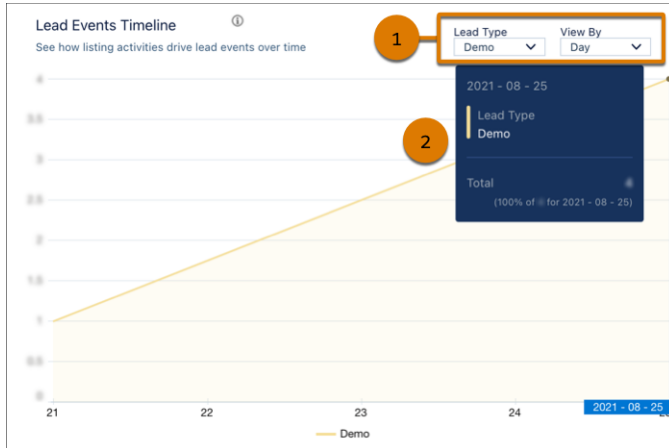 Lead Events Timeline
See how listing activities drive lead events over time
1
Lead Type
View By
Demo
Day
2021 - 08 - 25
Lead Type
Demo
2
Total
4
(100% of 4 for 2021 - 08 - 25)
4
3.5
3
2.5
2
1.5
1
0.5
0
21
22
23
24
2021 - 08 - 25
Demo